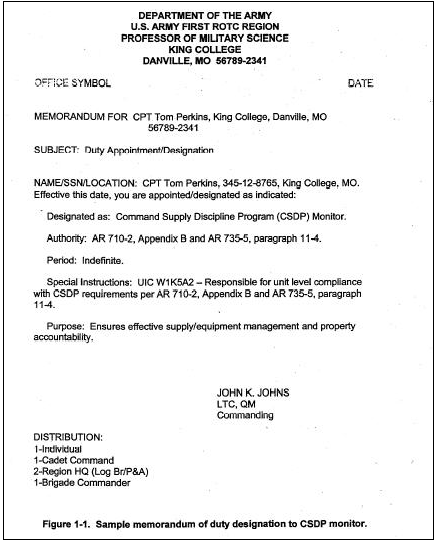 DEPARTMENT OF THE ARMY
U.S. ARMY FIRST ROTC REGION
PROFESSOR OF MILITARY SCIENCE
KING COLLEGE
DANVILLE, MO 56789-2341
OFFICE SYMBOL DATE
MEMORANDUM FOR CPT Tom Perkins, King College, Danville, MO
56789-2341
SUBJECT: Duty Appointment/Designation
NAME/SSN/LOCATION: CPT Tom Perkins, 345-12-8765, King College, MO.
Effective this date, you are appointed/designated as indicated:
Designated as: Command Supply Discipline Program (CSDP) Monitor.
Authority: AR 710-2, Appendix B and AR 735-5, paragraph 11-4.
Period: Indefinite.
Special Instructions: UIC W1K5A2 – Responsible for unit level compliance
with CSDP requirements per AR 710-2, Appendix B and AR 735-5, paragraph
11-4.
Purpose: Ensures effective supply/equipment management and property
accountability.
JOHN K. JOHNS
LTC, QM
Commanding
DISTRIBUTION:
1-Individual
1-Cadet Command
2-Region HQ (Log Br/P&A)
1-Brigade Commander
Figure 1-1. Sample memorandum of duty designation to CSDP monitor.